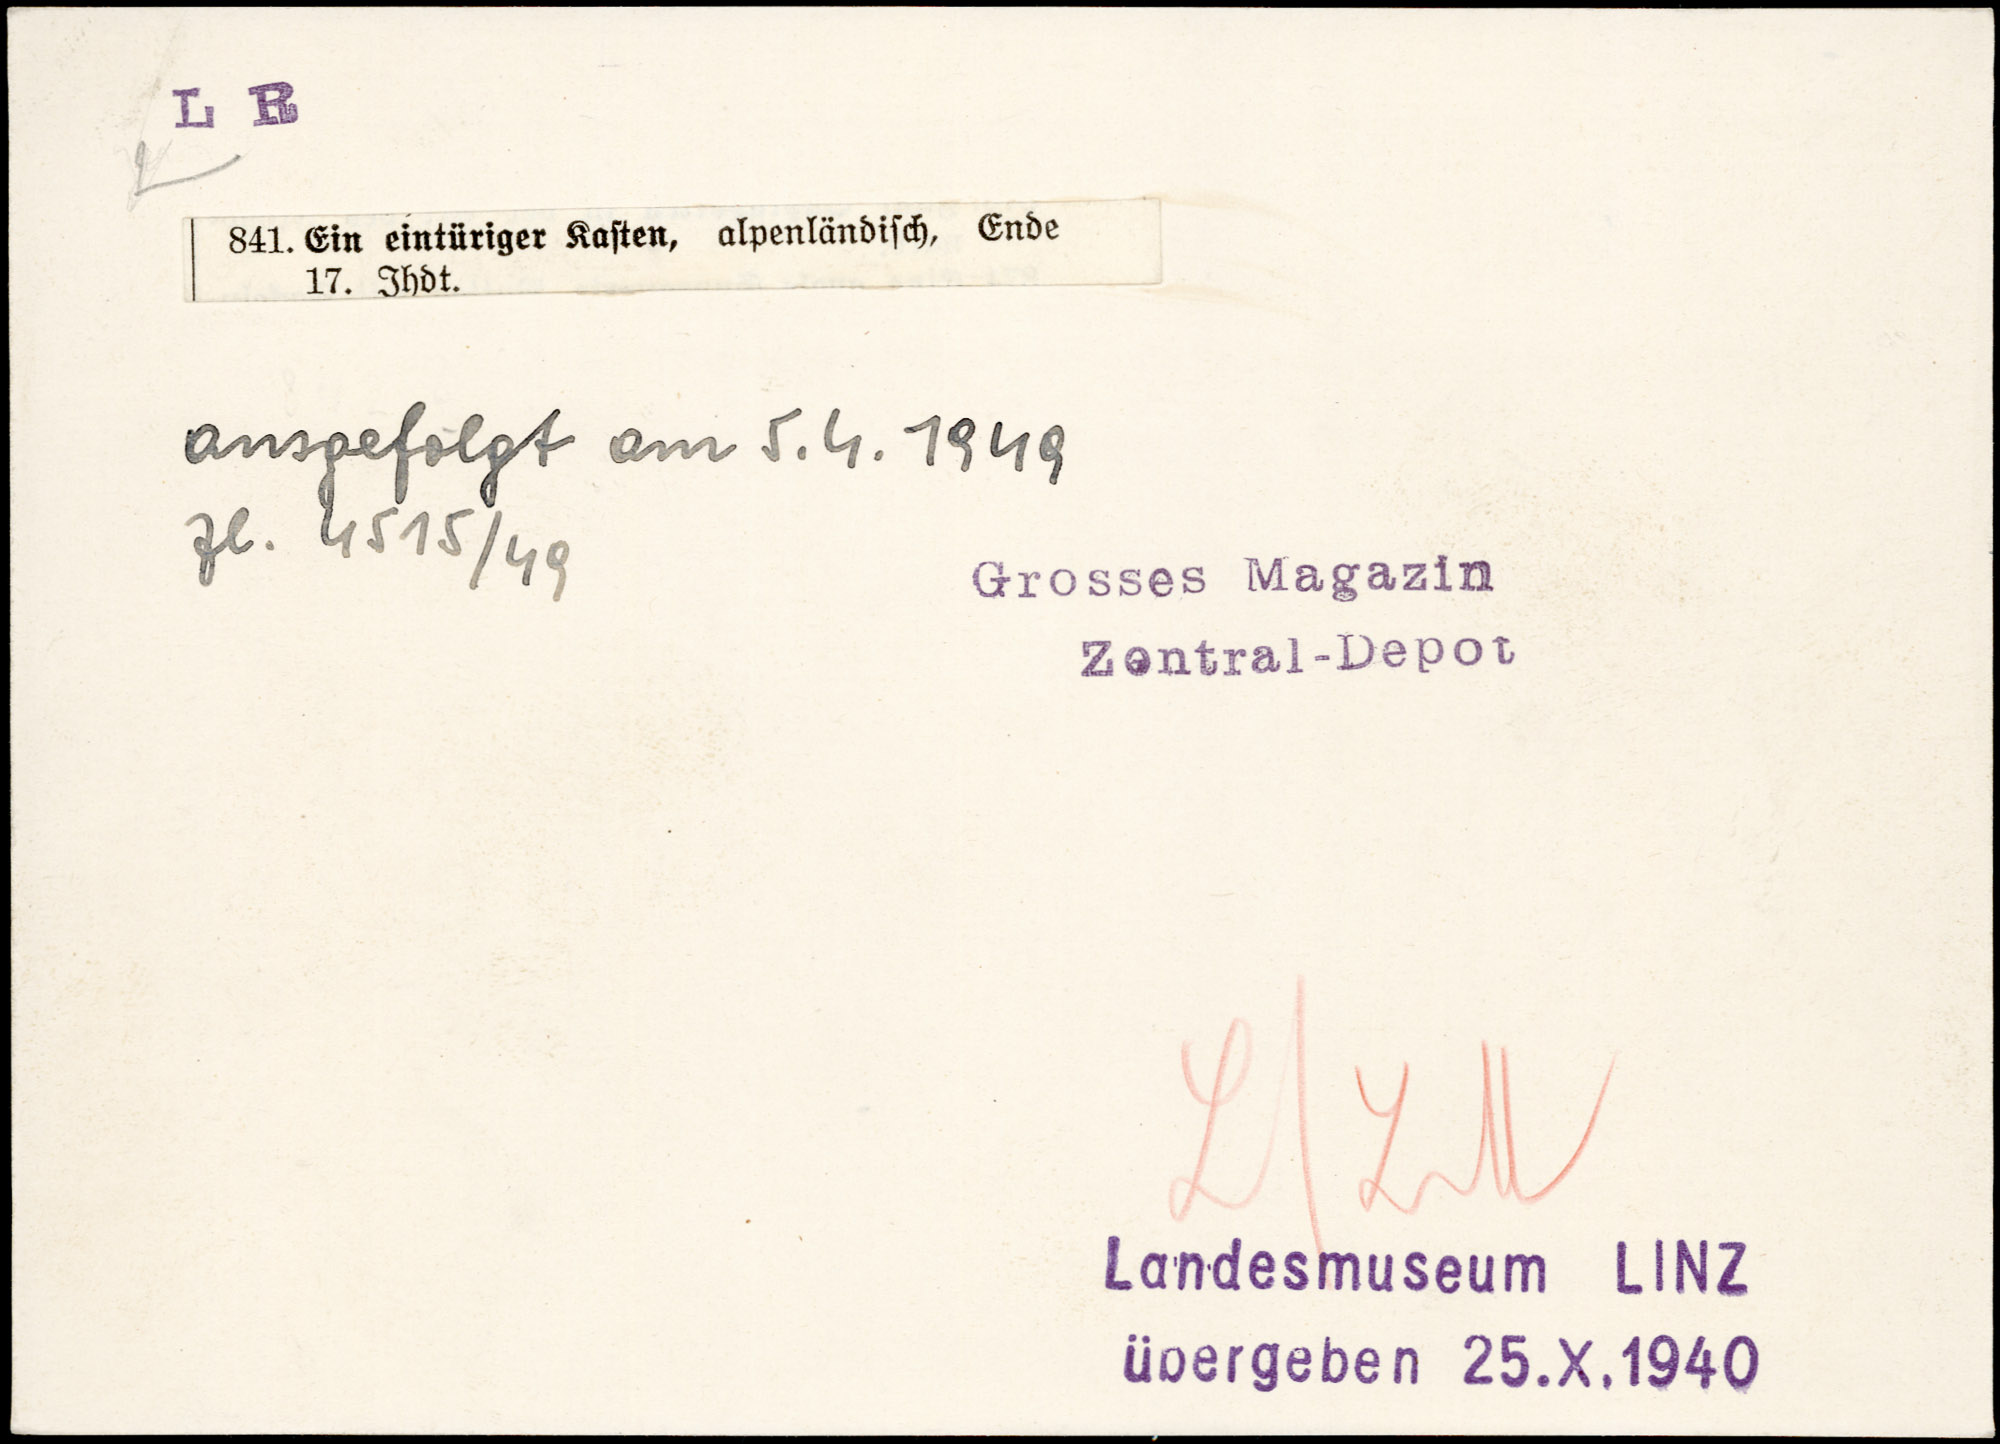 L R
841. Ein eintüriger Kasten, alpenländisch, Ende
17. Jhdt.
ausgefolgt am 5.4. 1949
Zl. 4515/49
Grosses Magazin
Zentral-Depot
Landesmuseum LINZ
übergeben 25.X.1940